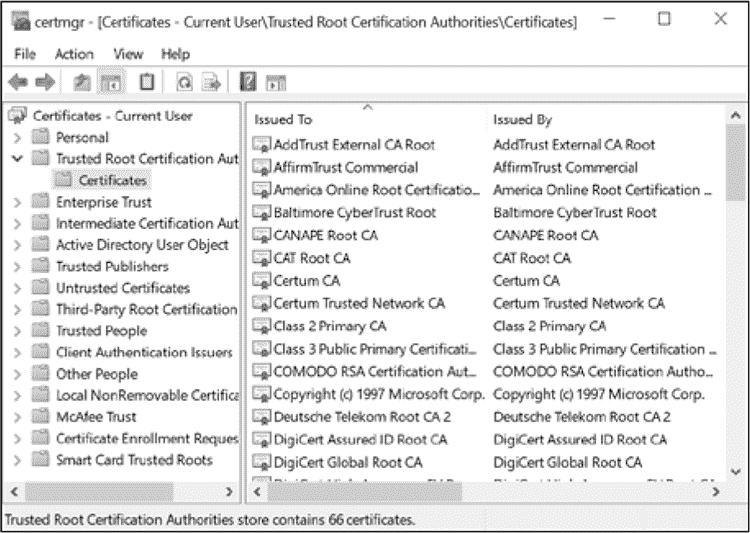 certmgr - [Certificates - Current User\Trusted Root Certification Authorities\Certificates]
File Action View Help
Certificates - Current User
Personal
Trusted Root Certification Aut
Certificates
Enterprise Trust
Intermediate Certification Aut
Active Directory User Object
Trusted Publishers
Untrusted Certificates
Third-Party Root Certification
Trusted People
Client Authentication Issuers
Other People
Local NonRemovable Certifica
McAfee Trust
Certificate Enrollment Reques
Smart Card Trusted Roots
Issued To Issued By
AddTrust External CA Root AddTrust External CA Root
AffirmTrust Commercial AffirmTrust Commercial
America Online Root Certificatio... America Online Root Certification ...
Baltimore CyberTrust Root Baltimore CyberTrust Root
CANAPE Root CA CANAPE Root CA
CAT Root CA CAT Root CA
Certum CA Certum CA
Certum Trusted Network CA Certum Trusted Network CA
Class 2 Primary CA Class 2 Primary CA
Class 3 Public Primary Certificati... Class 3 Public Primary Certification ...
COMODO RSA Certification Aut... COMODO RSA Certification Autho...
Copyright (c) 1997 Microsoft Corp. Copyright (c) 1997 Microsoft Corp.
Deutsche Telekom Root CA 2 Deutsche Telekom Root CA 2
DigiCert Assured ID Root CA DigiCert Assured ID Root CA
DigiCert Global Root CA DigiCert Global Root CA
Trusted Root Certification Authorities store contains 66 certificates.